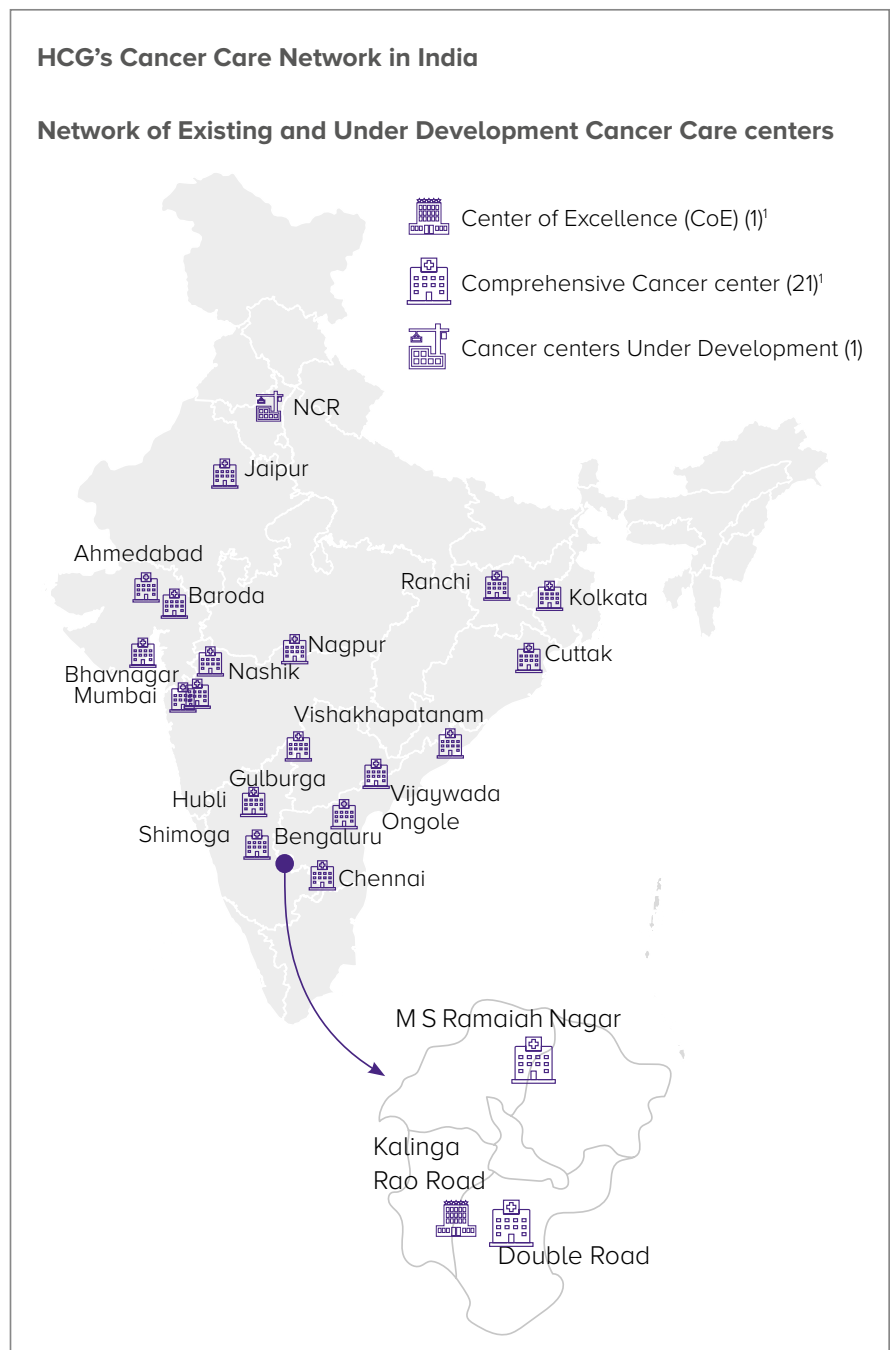 HCG's Cancer Care Network in India
Network of Existing and Under Development Cancer Care centers
Center of Excellence (CoE) (1)¹
Comprehensive Cancer center (21)¹
Cancer centers Under Development (1)
NCR
Jaipur
Ahmedabad
Baroda
Ranchi
Kolkata
Nagpur
Cuttak
Bhavnagar
Nashik
Mumbai
Vishakhapatanam
Gulburga
Hubli
Vijaywada
Ongole
Shimoga
Bengaluru
Chennai
M S Ramaiah Nagar
Kalinga
Rao Road
Double Road